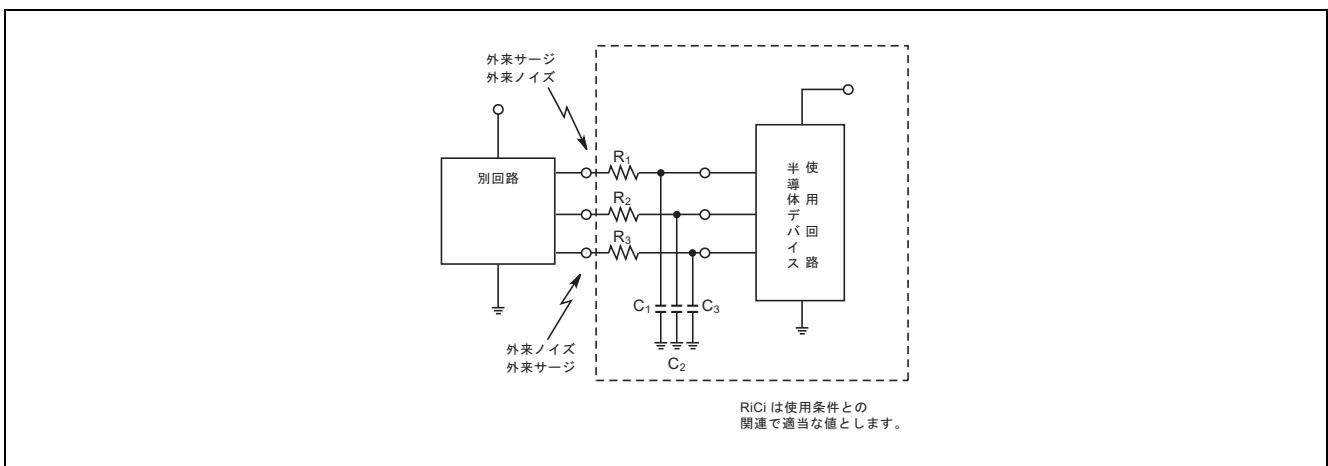 外来サージ
外来ノイズ
別回路
R1
R2
R3
C1
C2
C3
使用回路
半導体デバイス
外来ノイズ
外来サージ
RiCi は使用条件との
関連で適当な値とします。